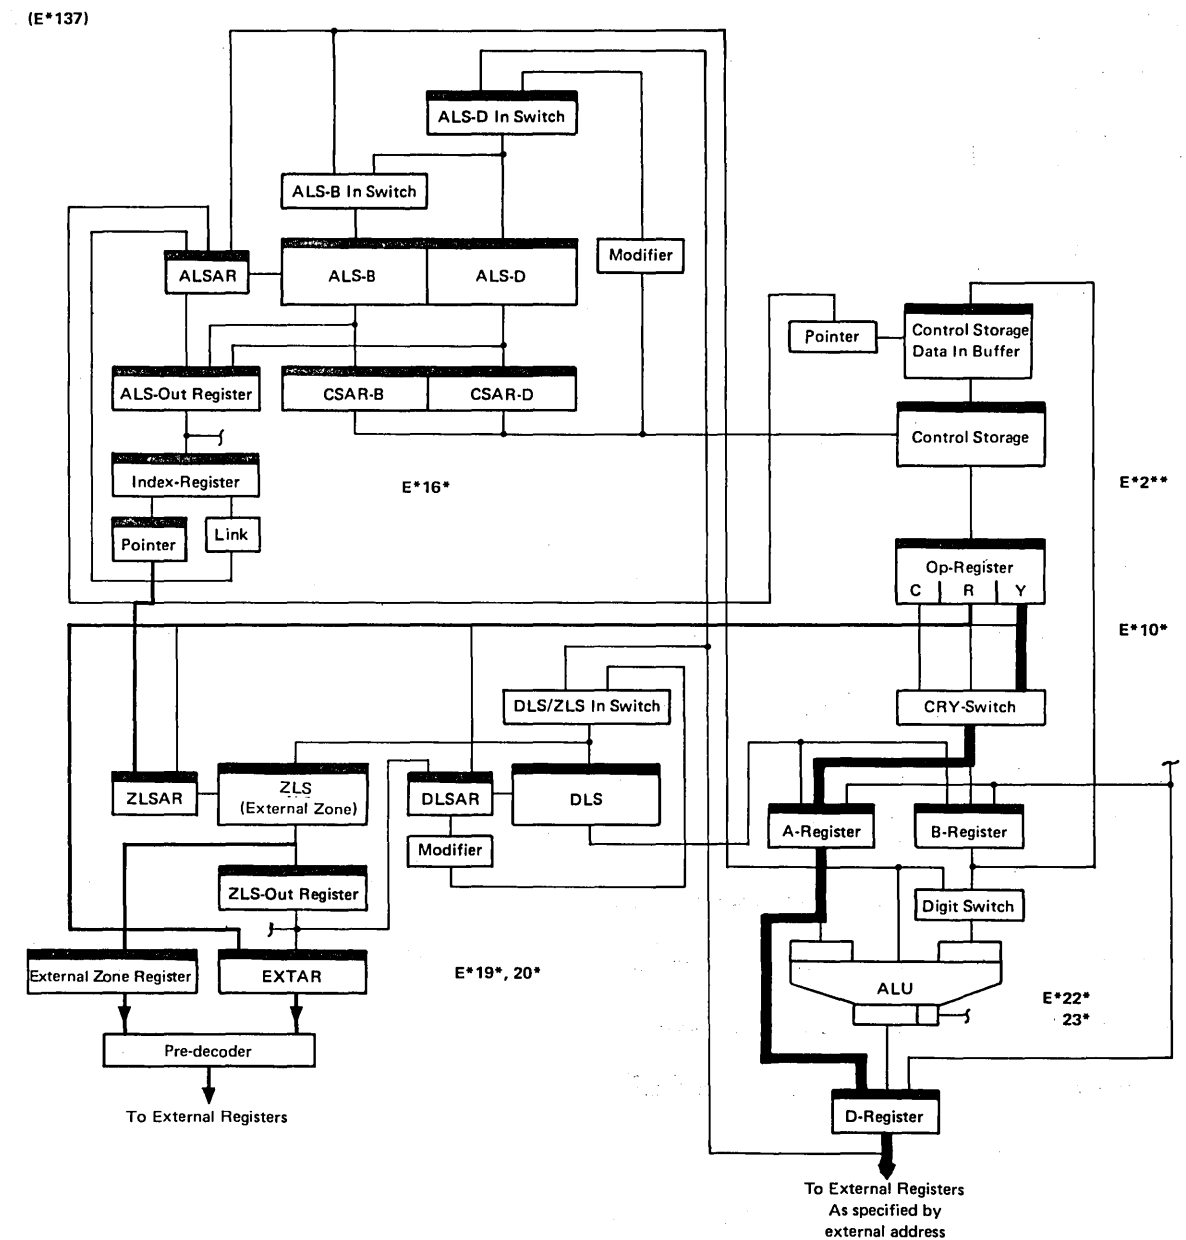 (E*137)
ALS-D In Switch
ALS-B In Switch
ALSAR
ALS-B
ALS-D
Modifier
Pointer
Control Storage
Data In Buffer
ALS-Out Register
CSAR-B
CSAR-D
Control Storage
Index-Register
E*16*
E*2**
Pointer
Link
Op-Register
C
R
Y
E*10*
DLS/ZLS In Switch
CRY-Switch
ZLSAR
ZLS
(External Zone)
DLSAR
DLS
A-Register
B-Register
Modifier
ZLS-Out Register
Digit Switch
External Zone Register
EXTAR
E*19*, 20*
ALU
E*22*
23*
Pre-decoder
To External Registers
D-Register
To External Registers
As specified by
external address